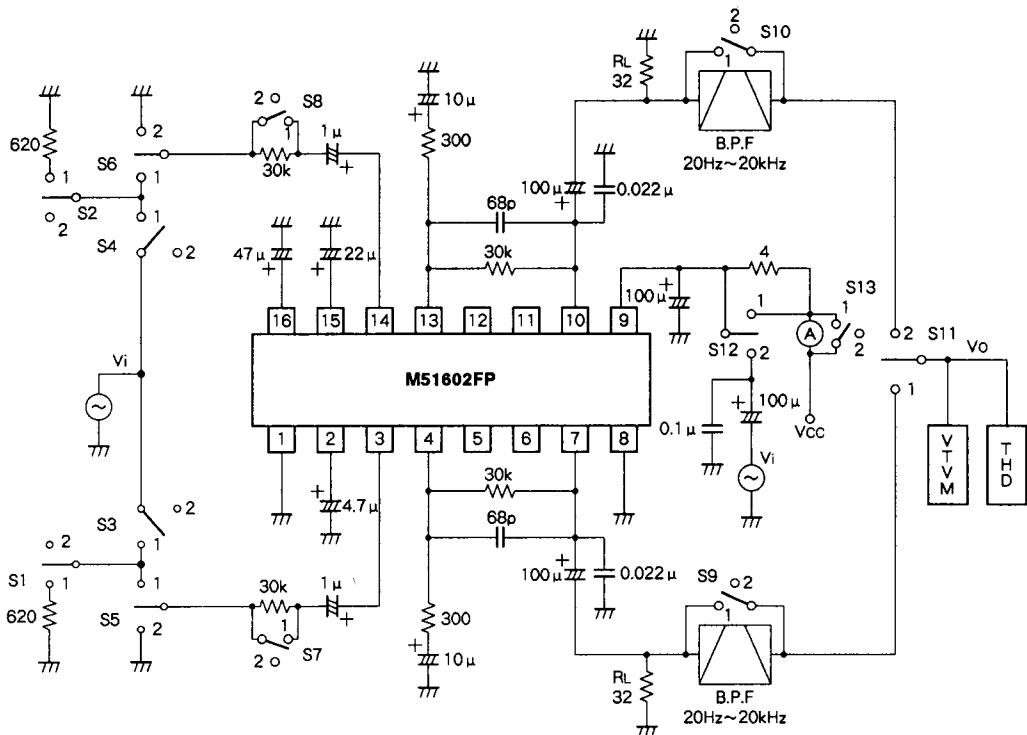 2
S10
1
RL
32
B.P.F
20Hz~20kHz
10μ
+
300
2
S8
1
1μ
+
30k
620
2
S6
1
1
S2
2
1
S4
2
100μ
+
0.022μ
68p
30k
47μ
+
22μ
+
100μ
+
4
1
S12
2
S13
1
2
A
VCC
2
S11
1
Vo
16
15
14
13
12
11
10
9
M51602FP
1
2
3
4
5
6
7
8
Vi
0.1μ
+
100μ
Vi
VTVM
THD
4.7μ
+
30k
68p
2
S3
1
2
S1
1
620
1
S5
2
30k
1μ
+
1
2
S7
100μ
+
0.022μ
300
+
10μ
2
S9
1
RL
32
B.P.F
20Hz~20kHz